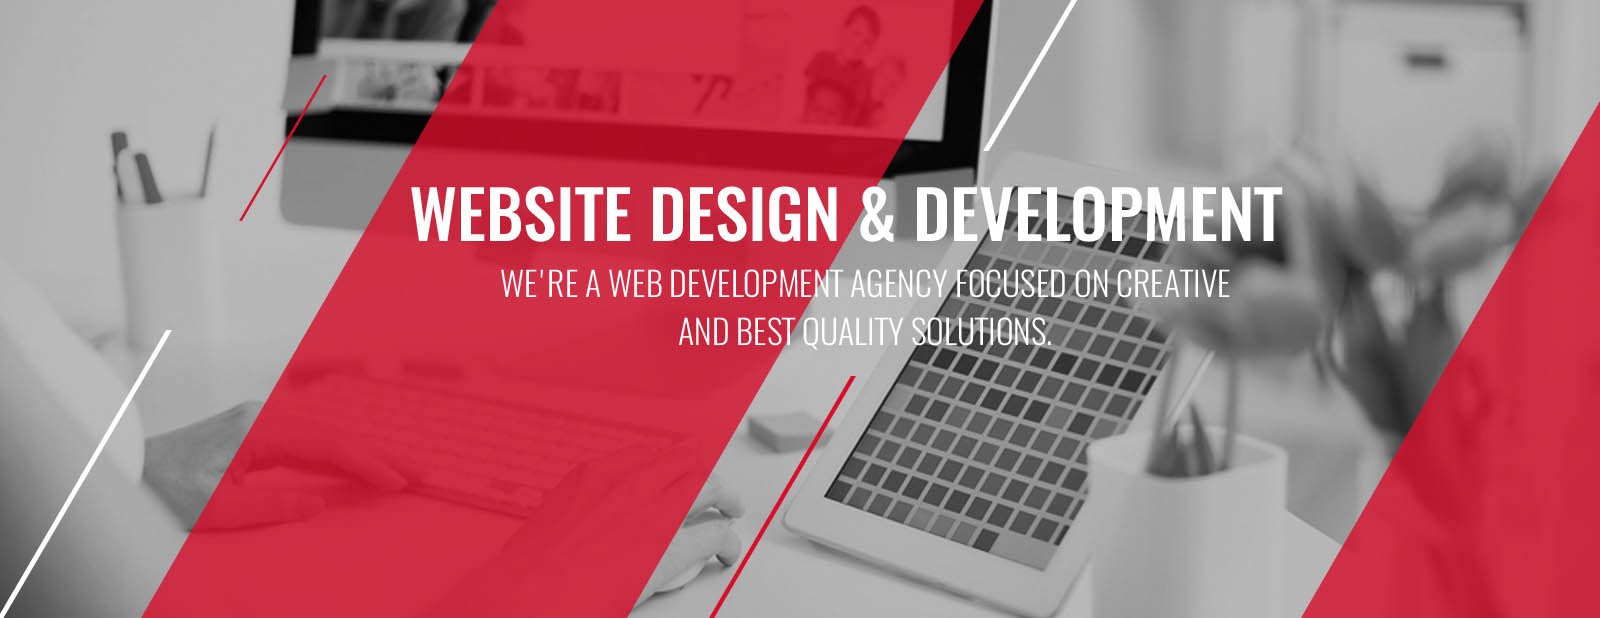 WEBSITE DESIGN & DEVELOPMENT
WE'RE A WEB DEVELOPMENT AGENCY FOCUSED ON CREATIVE
AND BEST QUALITY SOLUTIONS.